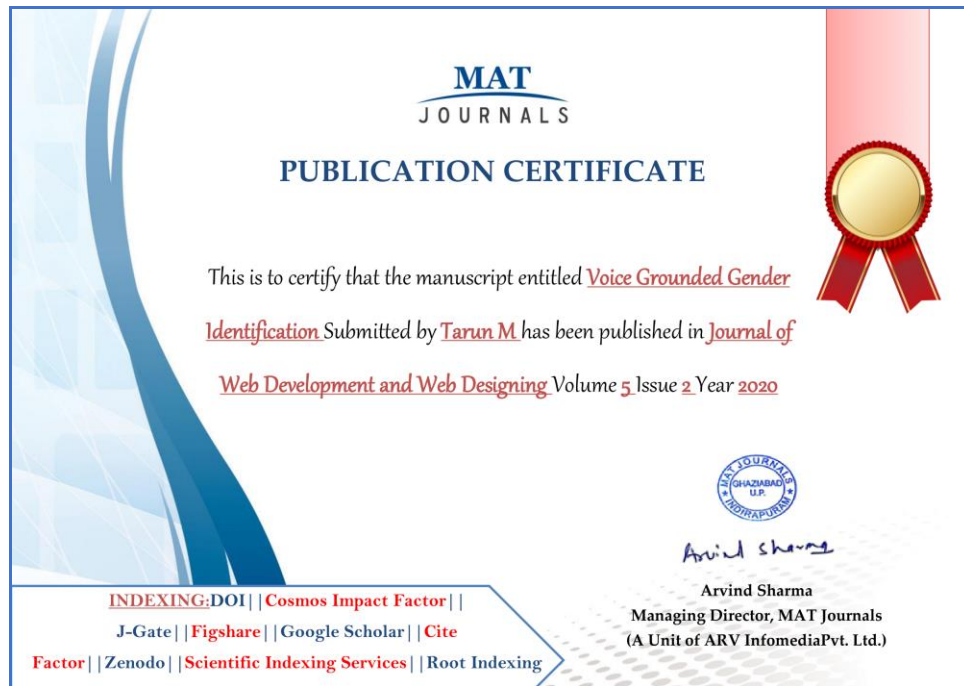 MAT
JOURNALS
PUBLICATION CERTIFICATE
This is to certify that the manuscript entitled Voice Grounded Gender
Identification Submitted by Tarun M has been published in Journal of
Web Development and Web Designing Volume 5 Issue 2 Year 2020
MAT JOURNALS
GHAZIABAD
U.P.
INDIRAPURAM
Arvind Sharma
Arvind Sharma
Managing Director, MAT Journals
(A Unit of ARV InfomediaPvt. Ltd.)
INDEXING:DOI||Cosmos Impact Factor||
J-Gate||Figshare||Google Scholar||Cite
Factor||Zenodo||Scientific Indexing Services||Root Indexing